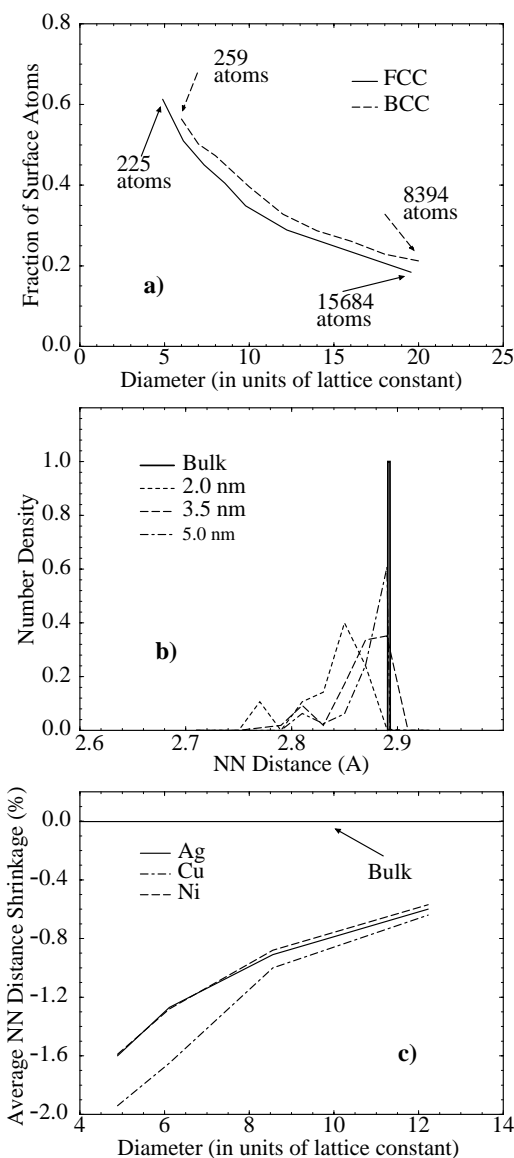 0.8
0.6
0.4
0.2
0.0
Fraction of Surface Atoms
259
atoms
FCC
BCC
225
atoms
8394
atoms
a)
15684
atoms
0 5 10 15 20 25
Diameter (in units of lattice constant)
1.0
0.8
0.6
0.4
0.2
0.0
Number Density
Bulk
2.0 nm
3.5 nm
5.0 nm
b)
2.6 2.7 2.8 2.9
NN Distance (A)
0.0
-0.4
-0.8
-1.2
-1.6
-2.0
Average NN Distance Shrinkage (%)
Ag
Cu
Ni
Bulk
c)
4 6 8 10 12 14
Diameter (in units of lattice constant)